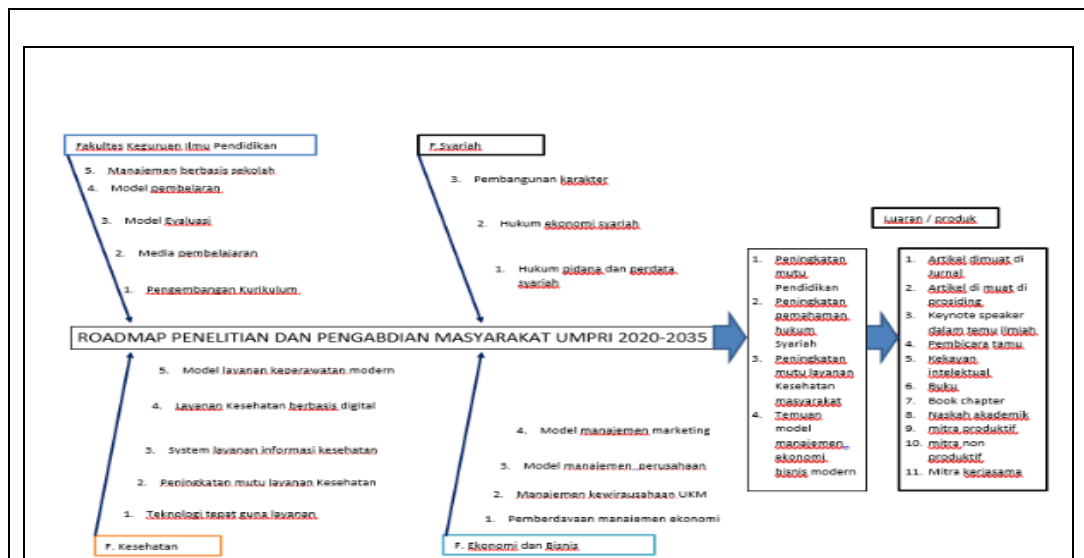 Fakultas Keguruan Ilmu Pendidikan
5. Manajemen berbasis sekolah
4. Model pembelaran
3. Model Evaluasi
2. Media pembelajaran
1. Pengembangan Kurikulum
F.Syariah
3. Pembangunan karakter
2. Hukum ekonomi syariah
1. Hukum pidana dan perdata
syariah
ROADMAP PENELITIAN DAN PENGABDIAN MASYARAKAT UMPRI 2020-2035
5. Model layanan keperawatan modern
4. Layanan Kesehatan berbasis digital
3. System layanan informasi kesehatan
2. Peningkatan mutu layanan Kesehatan
1. Teknologi tepat guna layanan
F. Kesehatan
4. Model manajemen marketing
3. Model manajemen perusahaan
2. Manajemen kewirausahaan UKM
1. Pemberdayaan manajemen ekonomi
F. Ekonomi dan Bisnis
1. Peningkatan
mutu
Pendidikan
2. Peningkatan
pemahaman
hukum
Syariah
3. Peningkatan
mutu layanan
Kesehatan
masyarakat
4. Temuan
model
manajemen
ekonomi
bisnis modern
Luaran / produk
1. Artikel dimuat di
Jurnal
2. Artikel di muat di
prosiding
3. Keynote speaker
dalam temu ilmiah
4. Pembicara tamu
5. Kekayan
intelektual
6. Buku
7. Book chapter
8. Naskah akademik
9. mitra produktif
10. mitra non
produktif
11. Mitra kerjasama